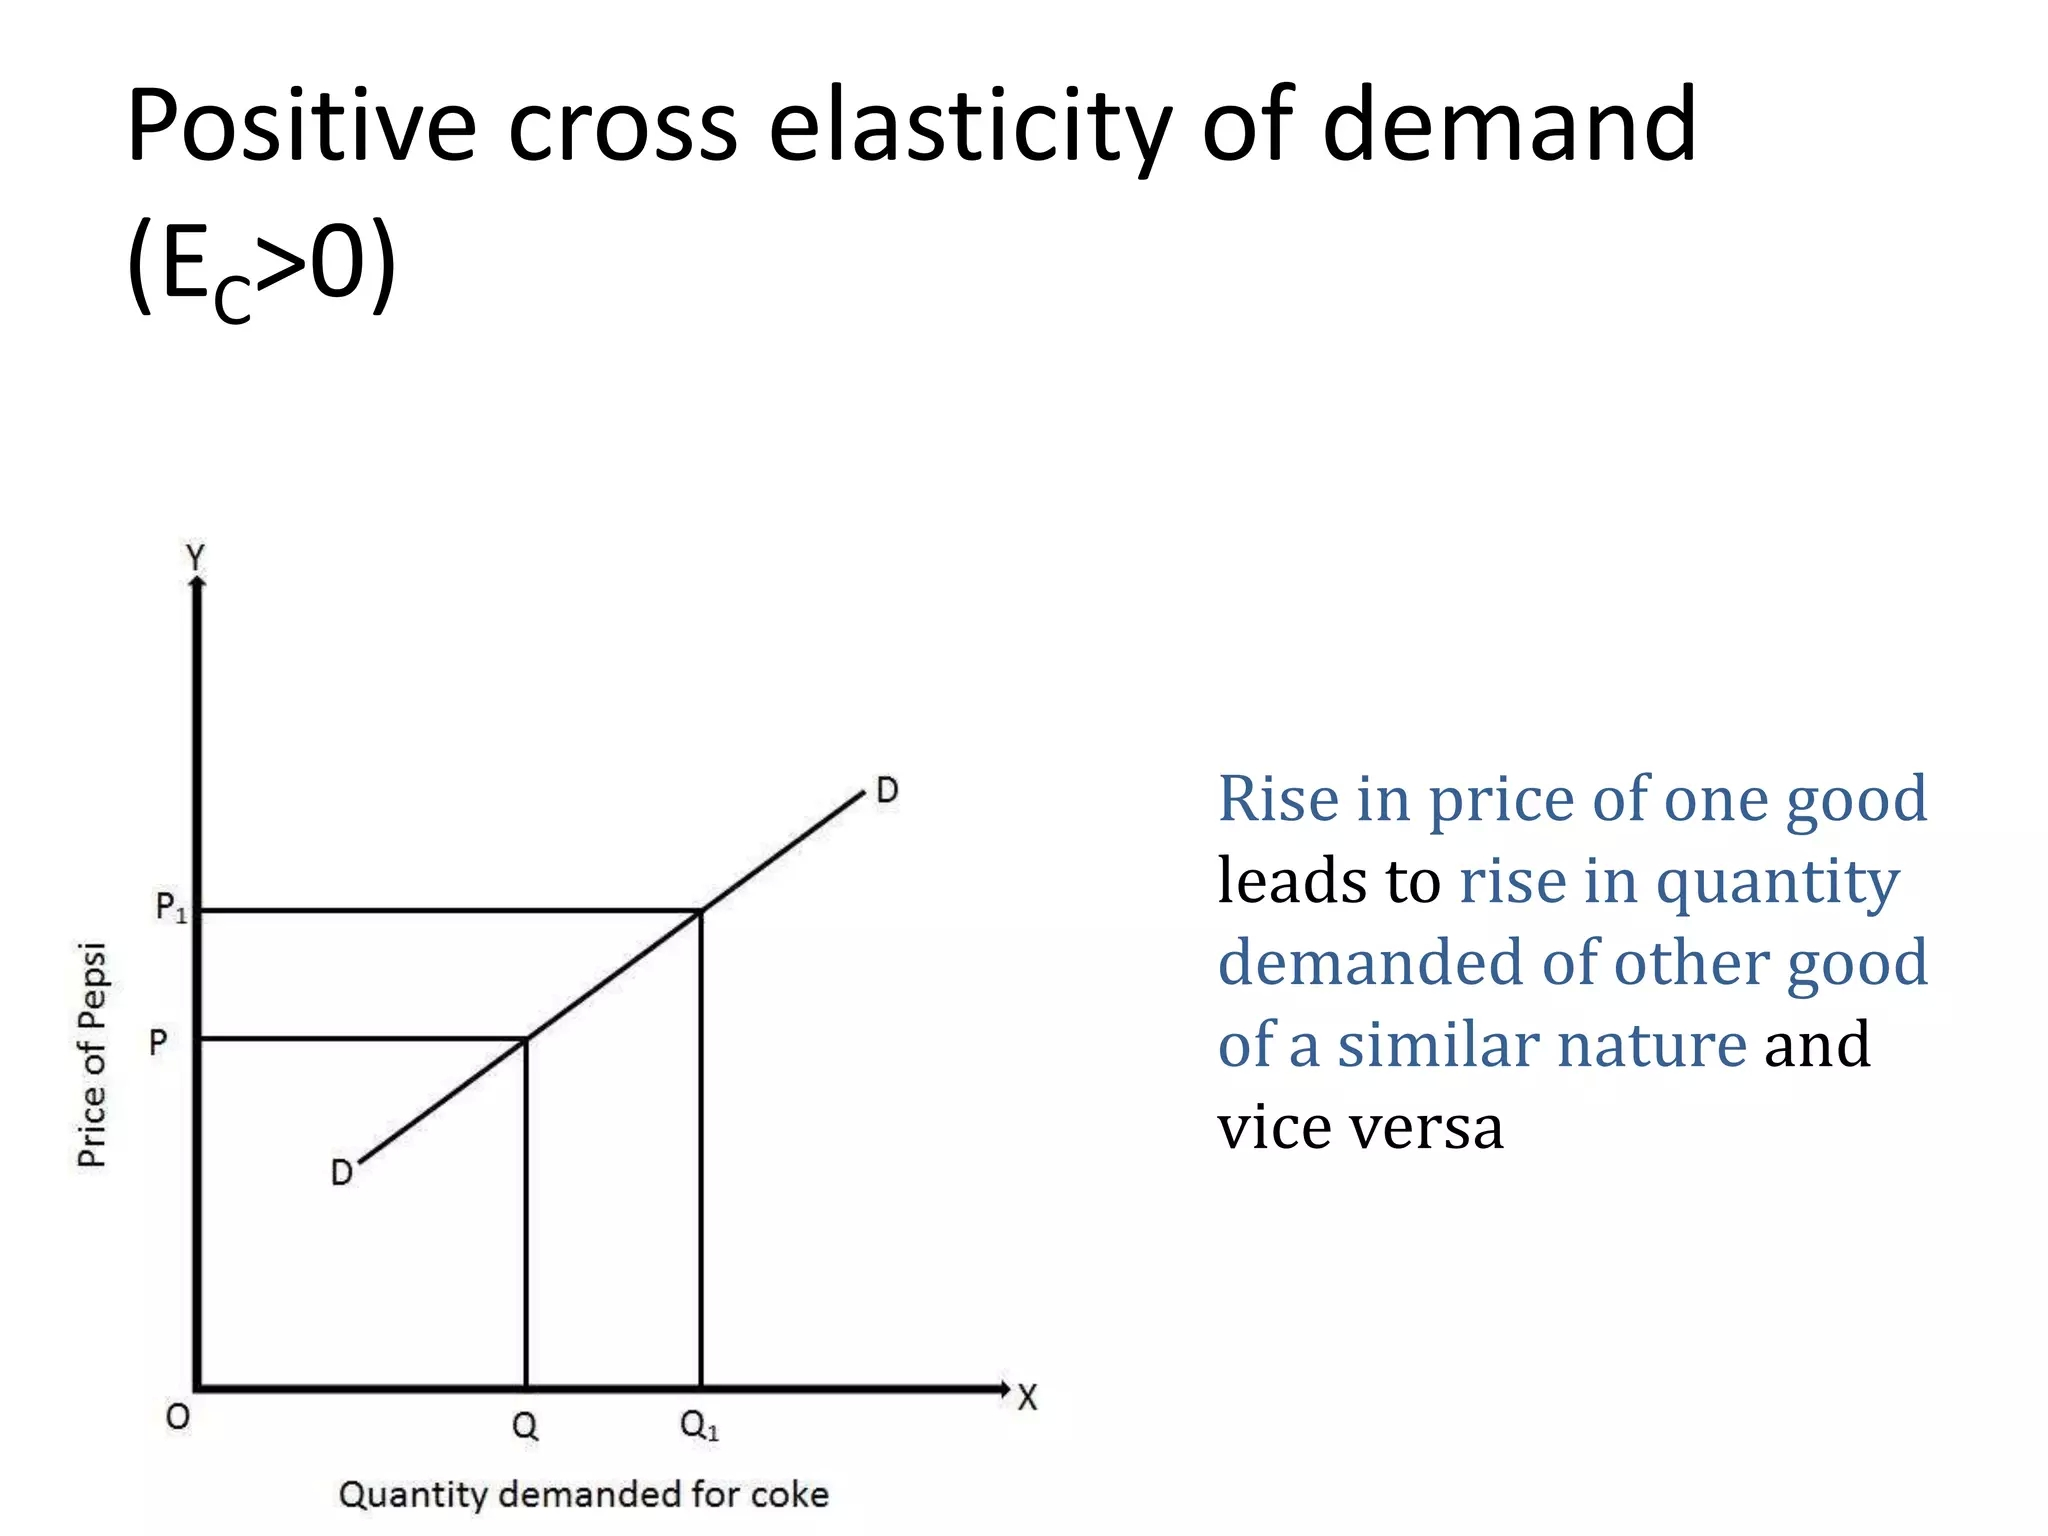 Positive cross elasticity of demand
(EC>0)
Y
D
P1
P
Price of Pepsi
D
O
Q
Q1
X
Quantity demanded for coke
Rise in price of one good
leads to rise in quantity
demanded of other good
of a similar nature and
vice versa